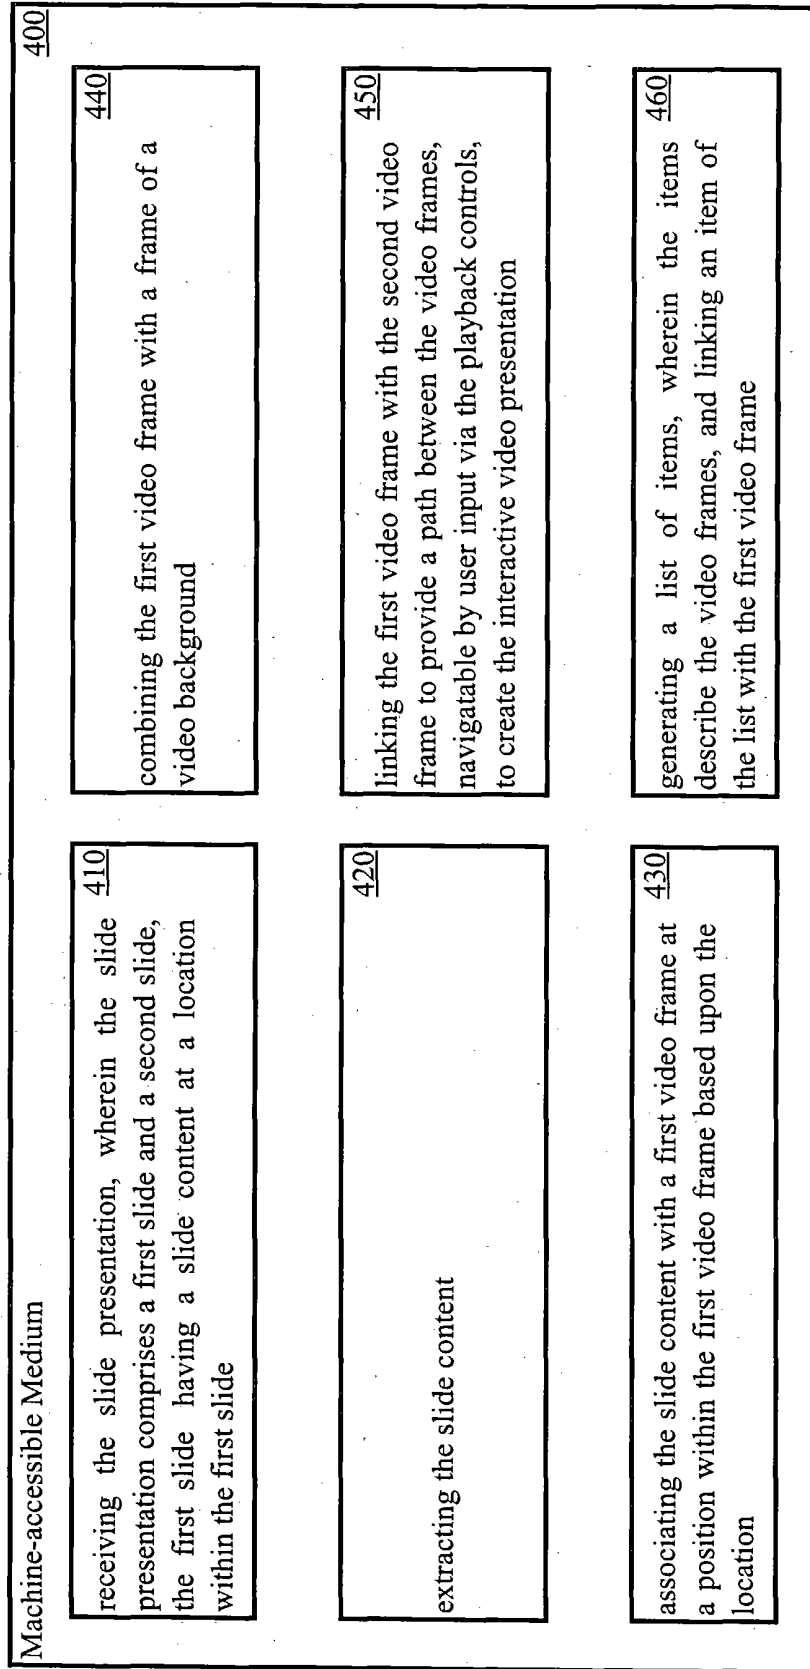 Machine-accessible Medium
400
receiving the slide presentation, wherein the slide
410
presentation comprises a first slide and a second slide,
the first slide having a slide content at a location
within the first slide
420
extracting the slide content
associating the slide content with a first video frame at
430
a position within the first video frame based upon the
location
440
combining the first video frame with a frame of a
video background
450
linking the first video frame with the second video
frame to provide a path between the video frames,
navigatable by user input via the playback controls,
to create the interactive video presentation
generating a list of items, wherein the items
460
describe the video frames, and linking an item of
the list with the first video frame